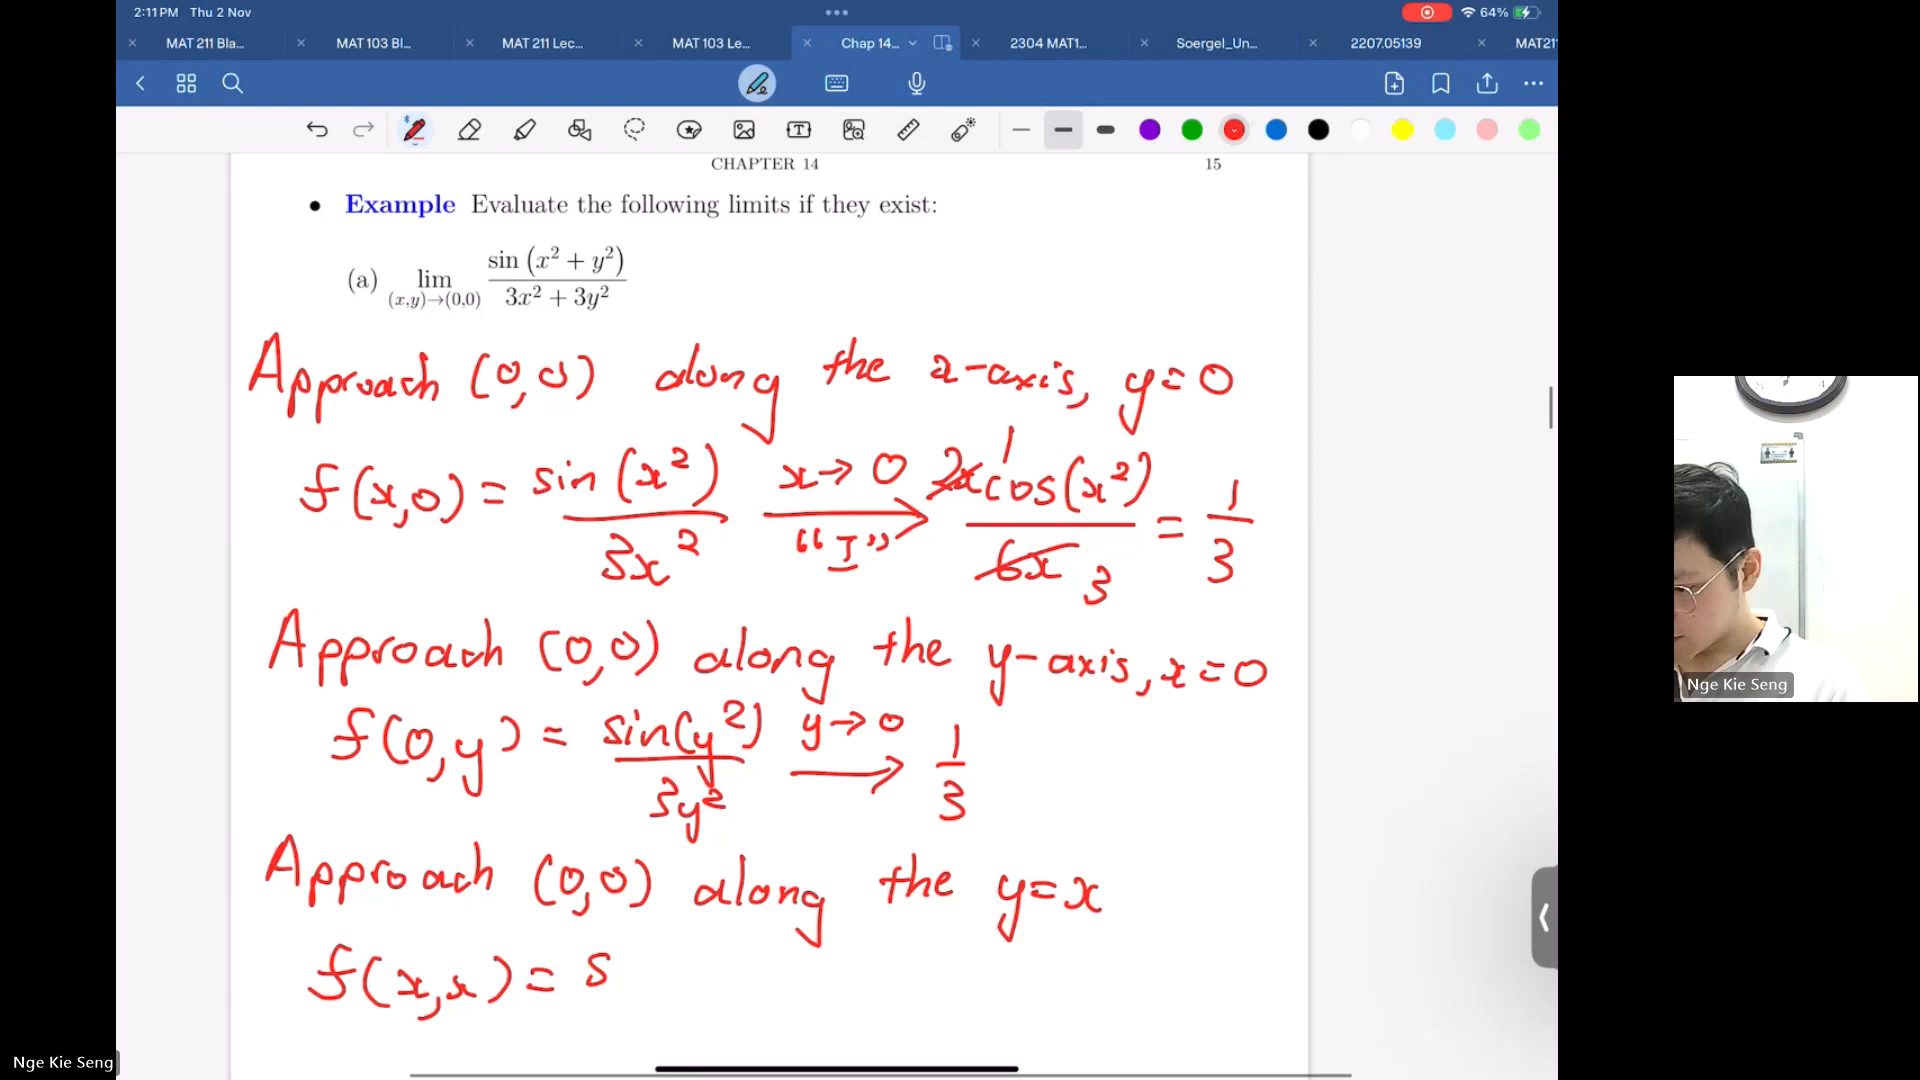 2:11 PM Thu 2 Nov
64%
MAT 211 Bla...
MAT 103 Bl...
MAT 211 Lec...
MAT 103 Le...
Chap 14...
2304 MAT1...
Soergel_Un...
2207.05139
MAT21
CHAPTER 14 15
• Example Evaluate the following limits if they exist:
(a) lim (x,y)→(0,0) sin (x² + y²) / 3x² + 3y²
Approach (0,0) along the x-axis, y=0
f(x,0) = sin(x²) / 3x² x→0 "I" 2x cos(x²) 1 / 6x 3 = 1/3
Approach (0,0) along the y-axis, x=0
f(0,y) = sin(y²) / 3y² y→0 1/3
Approach (0,0) along the y=x
f(x,x) = s
Nge Kie Seng
Nge Kie Seng